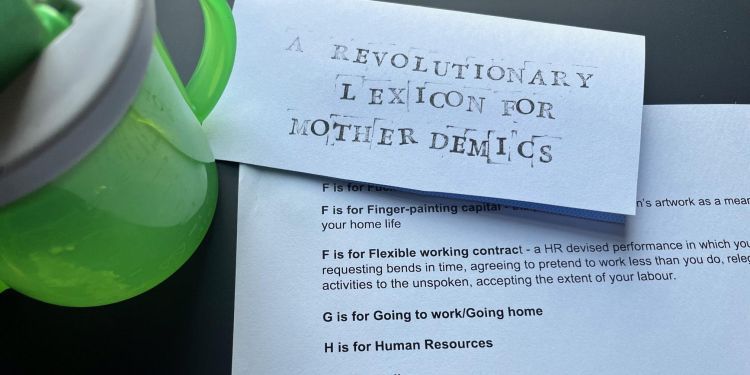 A REVOLUTIONARY
LEXICON FOR
MOTHER DEMICS
F is for
F is for Finger-painting capital - 's artwork as a mea
your home life
F is for Flexible working contract - a HR devised performance in which you
requesting bends in time, agreeing to pretend to work less than you do, rele
activities to the unspoken, accepting the extent of your labour.
G is for Going to work/Going home
H is for Human Resources